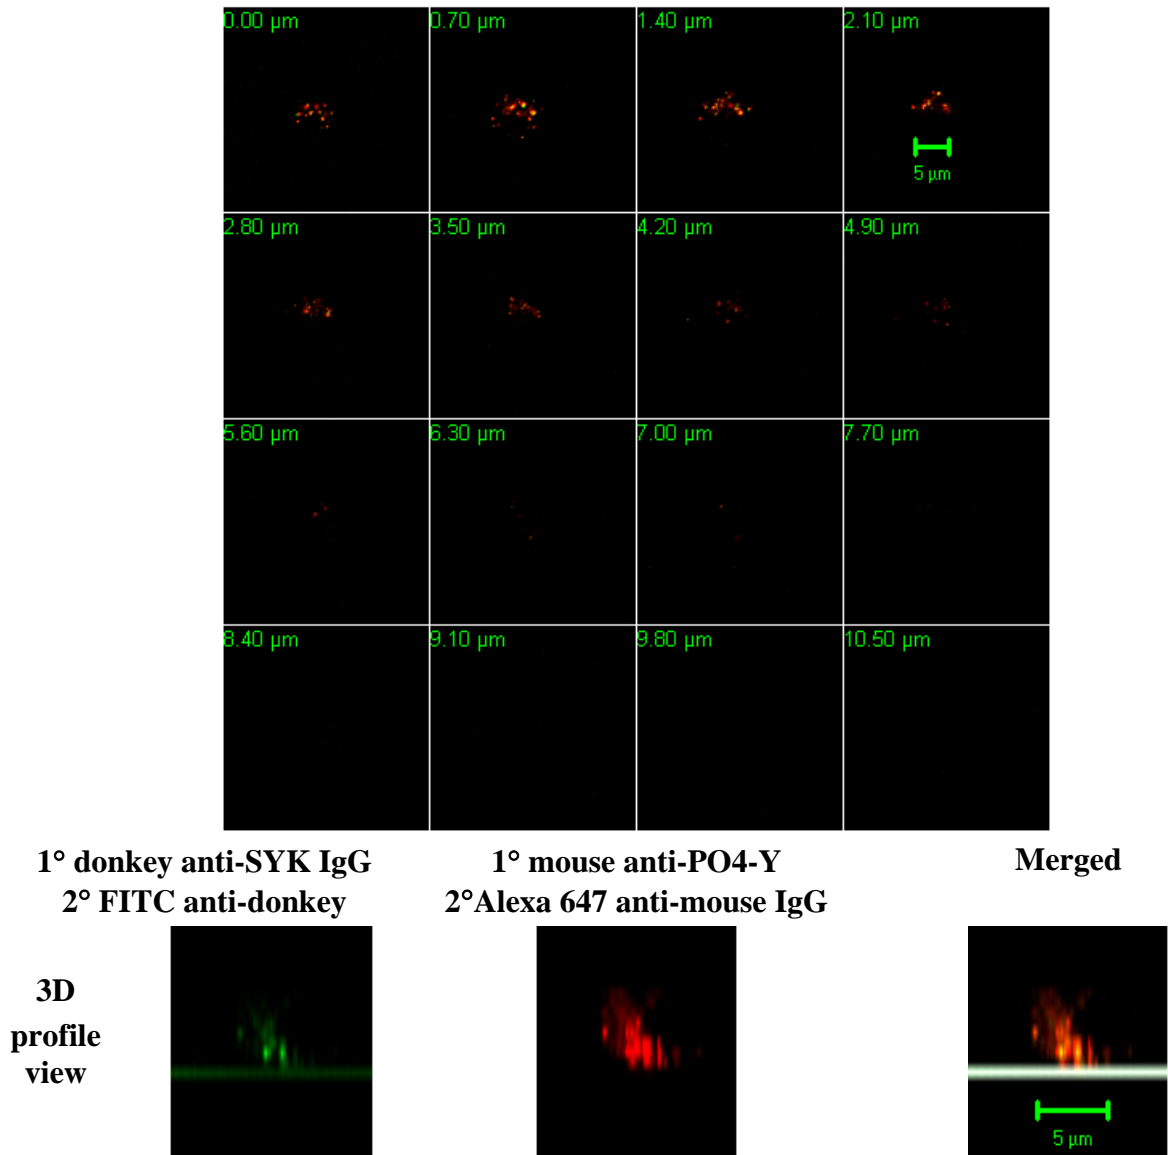 0.00 µm
0.70 µm
1.40 µm
2.10 µm
5 µm
2.80 µm
3.50 µm
4.20 µm
4.90 µm
5.60 µm
6.30 µm
7.00 µm
7.70 µm
8.40 µm
9.10 µm
9.80 µm
10.50 µm
1° donkey anti-SYK IgG
2° FITC anti-donkey
1° mouse anti-PO4-Y
2°Alexa 647 anti-mouse IgG
Merged
3D
profile
view
5 µm